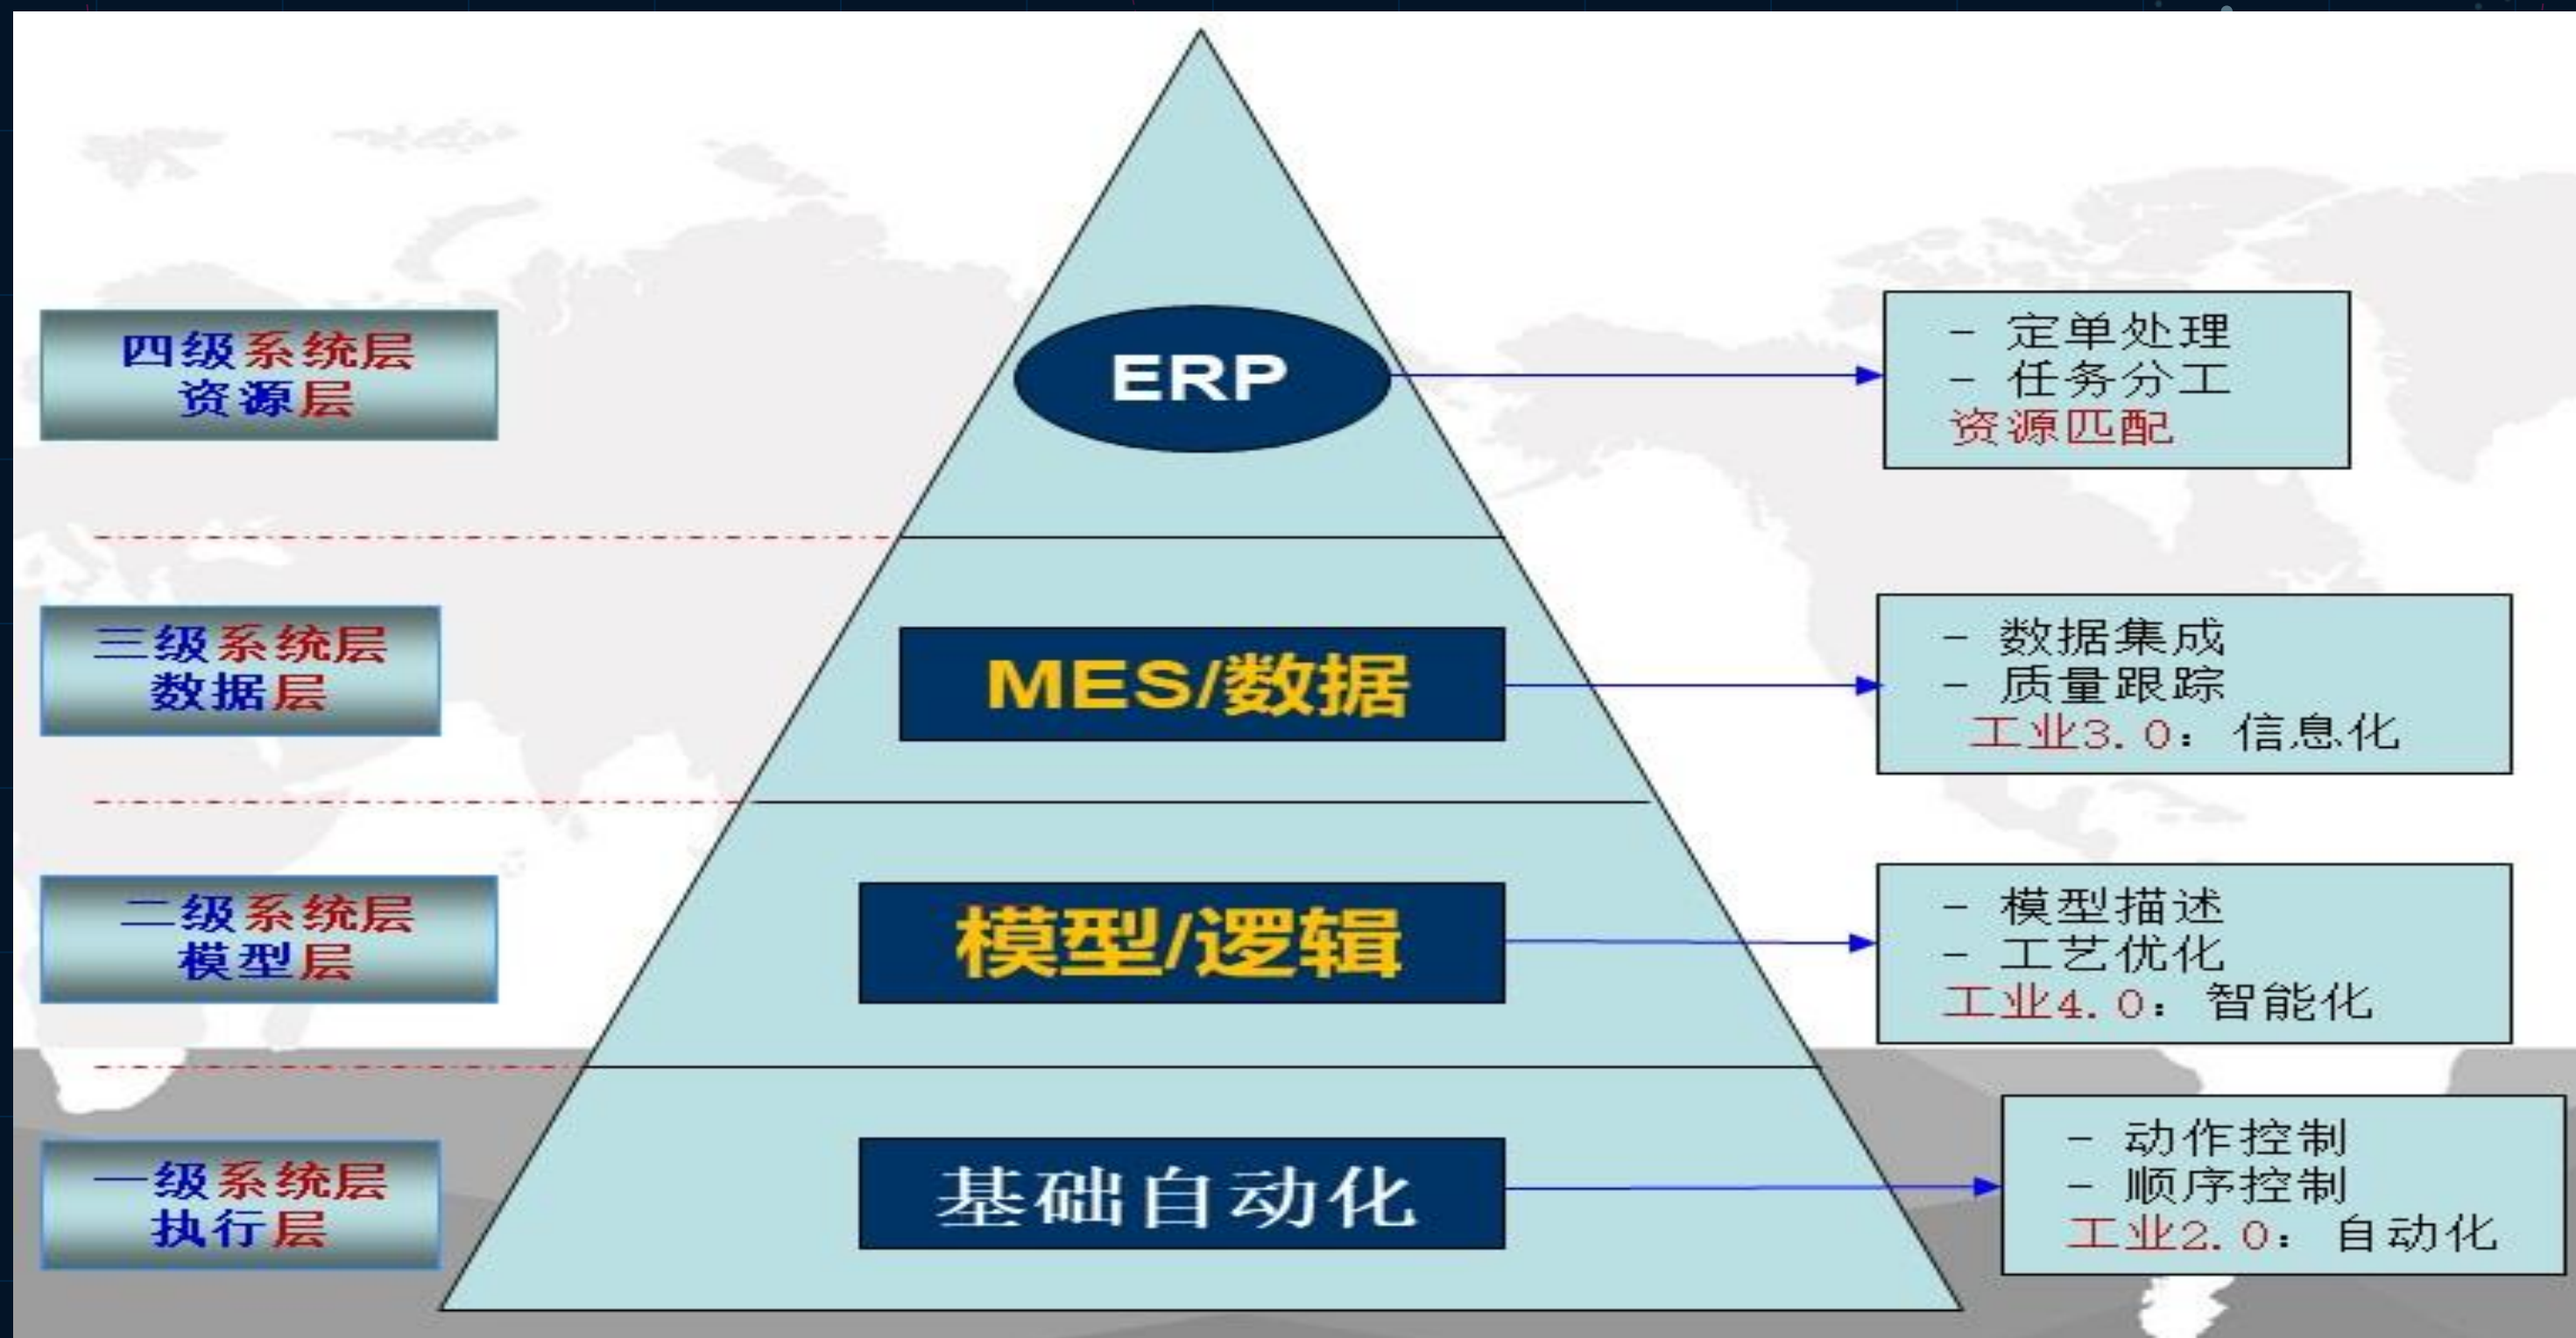 四级系统层
资源层
ERP
- 定单处理
- 任务分工
资源匹配
三级系统层
数据层
MES/数据
- 数据集成
- 质量跟踪
工业3.0：信息化
二级系统层
模型层
模型/逻辑
- 模型描述
- 工艺优化
工业4.0：智能化
一级系统层
执行层
基础自动化
- 动作控制
- 顺序控制
工业2.0：自动化